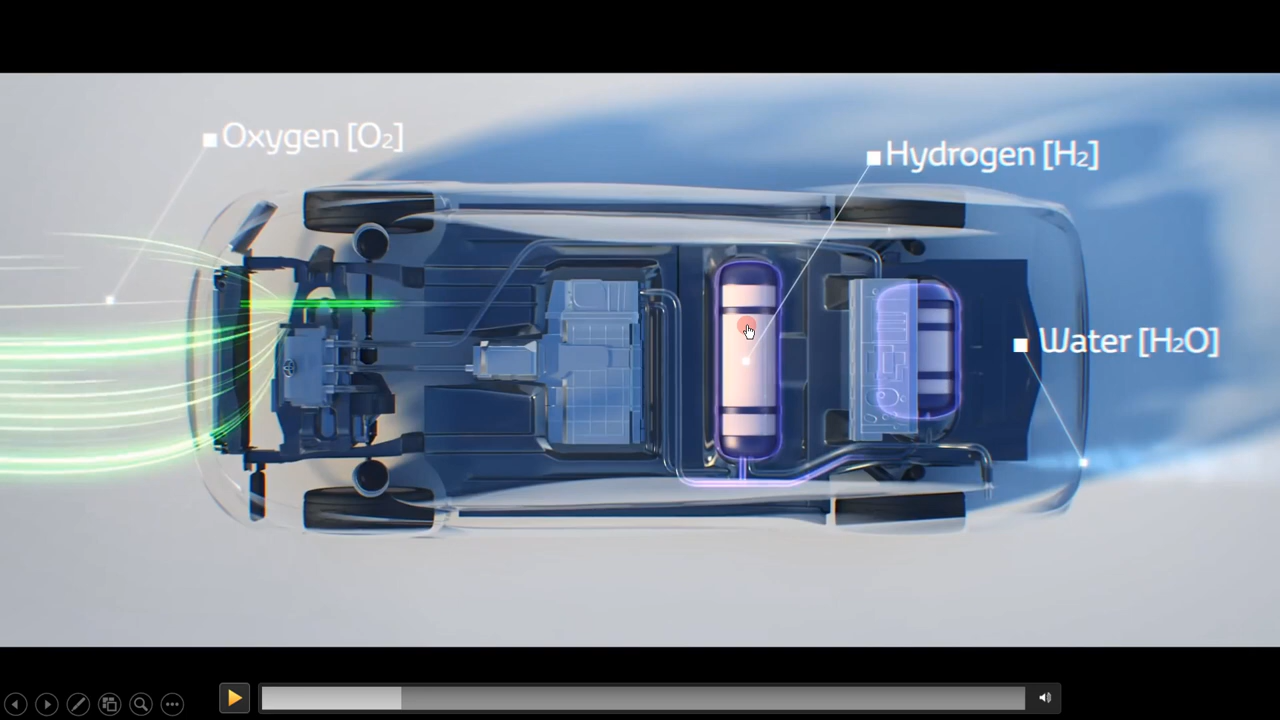 Oxygen [O₂]
Hydrogen [H₂]
Water [H₂O]